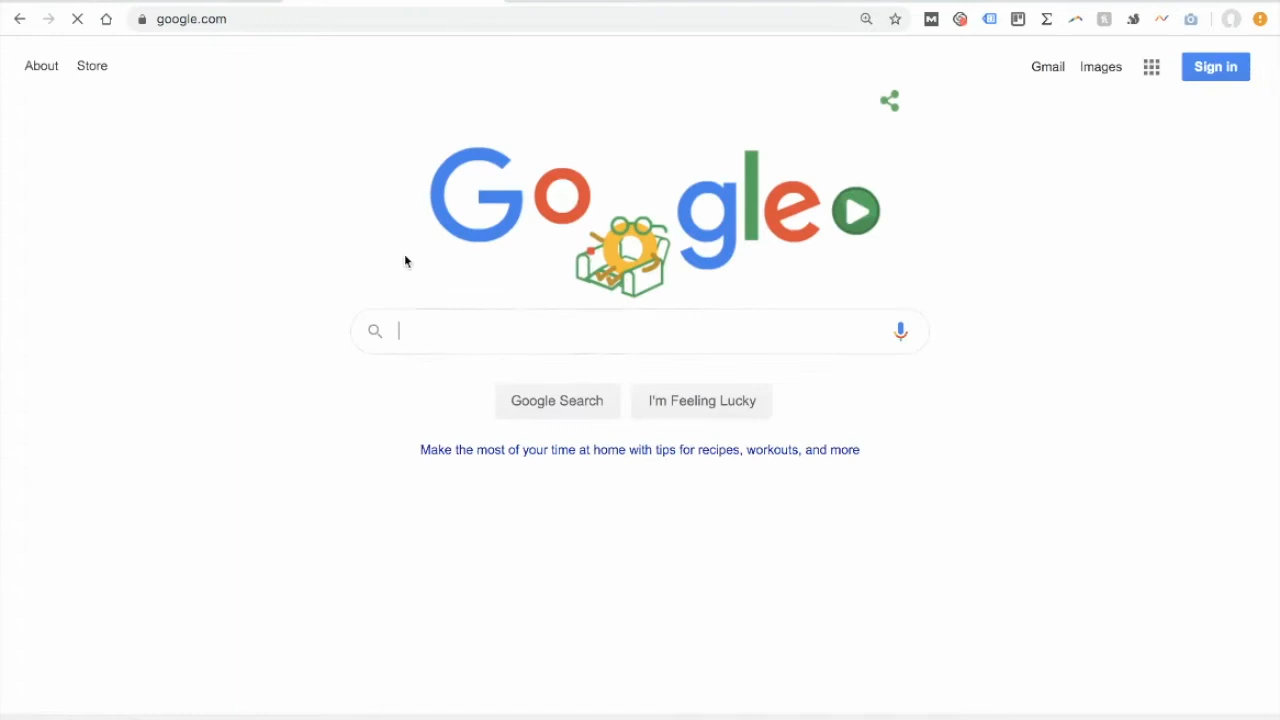 google.com
About Store Gmail Images Sign in
Google
Google Search I'm Feeling Lucky
Make the most of your time at home with tips for recipes, workouts, and more